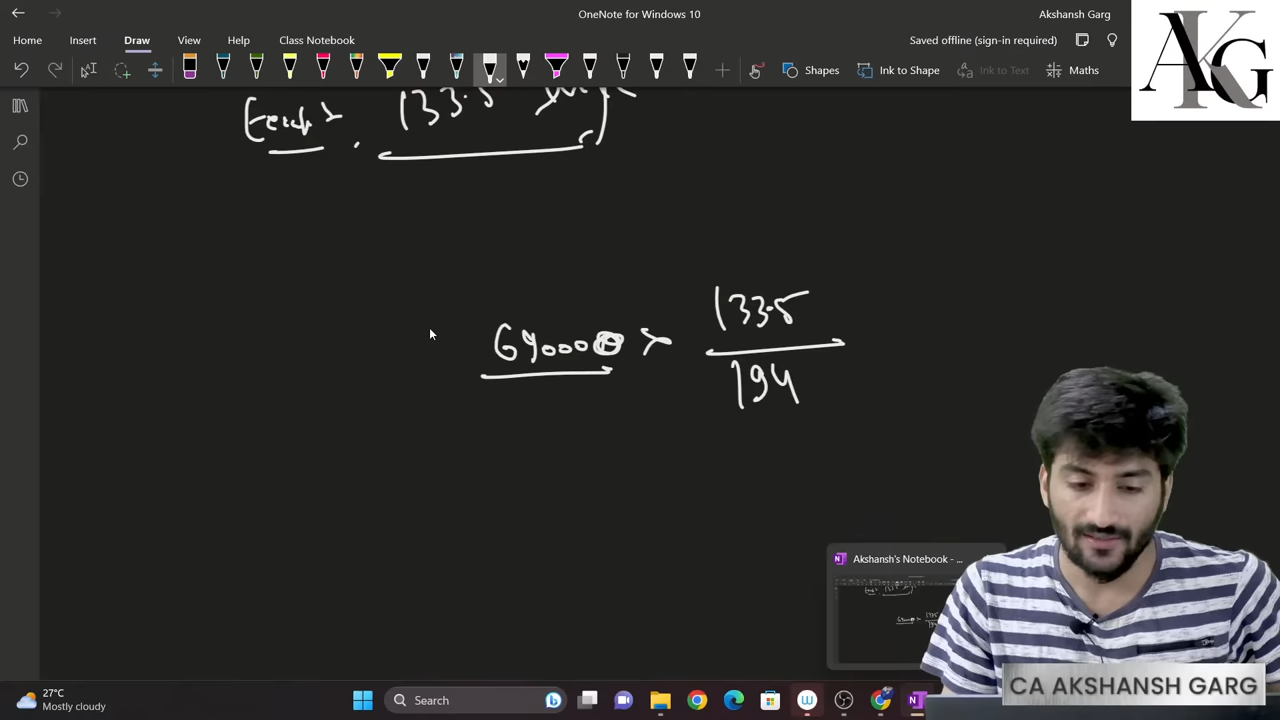 OneNote for Windows 10
Akshansh Garg
Home Insert Draw View Help Class Notebook
Saved offline (sign-in required)
Shapes Ink to Shape Ink to Text Maths
AKG
133.5
69000 × 133.5
194
Akshansh's Notebook - ...
27°C
Mostly cloudy
Search
CA AKSHANSH GARG